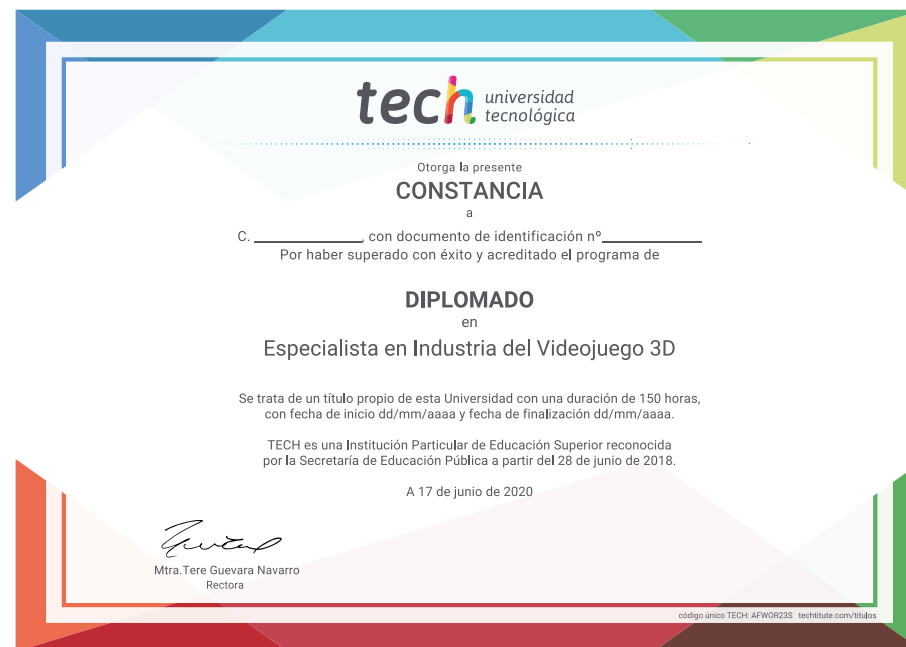 tech universidad
tecnológica
Otorga la presente
CONSTANCIA
a
C. ____________, con documento de identificación nº____________
Por haber superado con éxito y acreditado el programa de
DIPLOMADO
en
Especialista en Industria del Videojuego 3D
Se trata de un título propio de esta Universidad con una duración de 150 horas,
con fecha de inicio dd/mm/aaaa y fecha de finalización dd/mm/aaaa.
TECH es una Institución Particular de Educación Superior reconocida
por la Secretaría de Educación Pública a partir del 28 de junio de 2018.
A 17 de junio de 2020
Mtra.Tere Guevara Navarro
Rectora
código único TECH: AFWOR23S techtitute.com/titulos